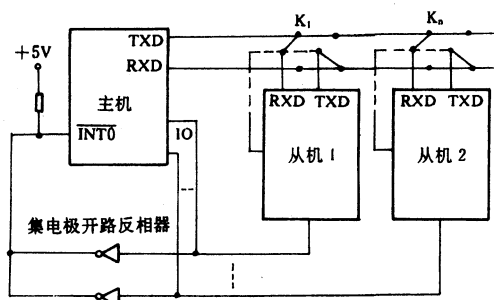 K₁
Kₙ
TXD
+5V
RXD
主机
INT0
IO
RXD TXD
RXD TXD
从机 1
从机 2
集电极开路反相器